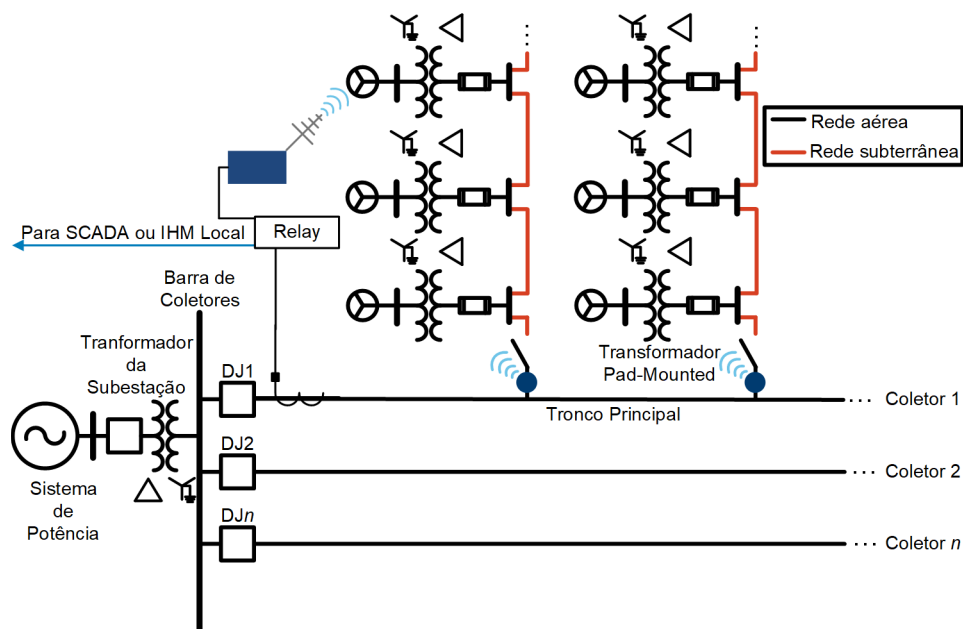 Rede aérea
Rede subterrânea
Relay
Para SCADA ou IHM Local
Barra de
Coletores
Tranformador
da
Subestação
DJ1
Transformador
Pad-Mounted
Tronco Principal
Coletor 1
DJ2
Coletor 2
Sistema
de
Potência
DJn
Coletor n